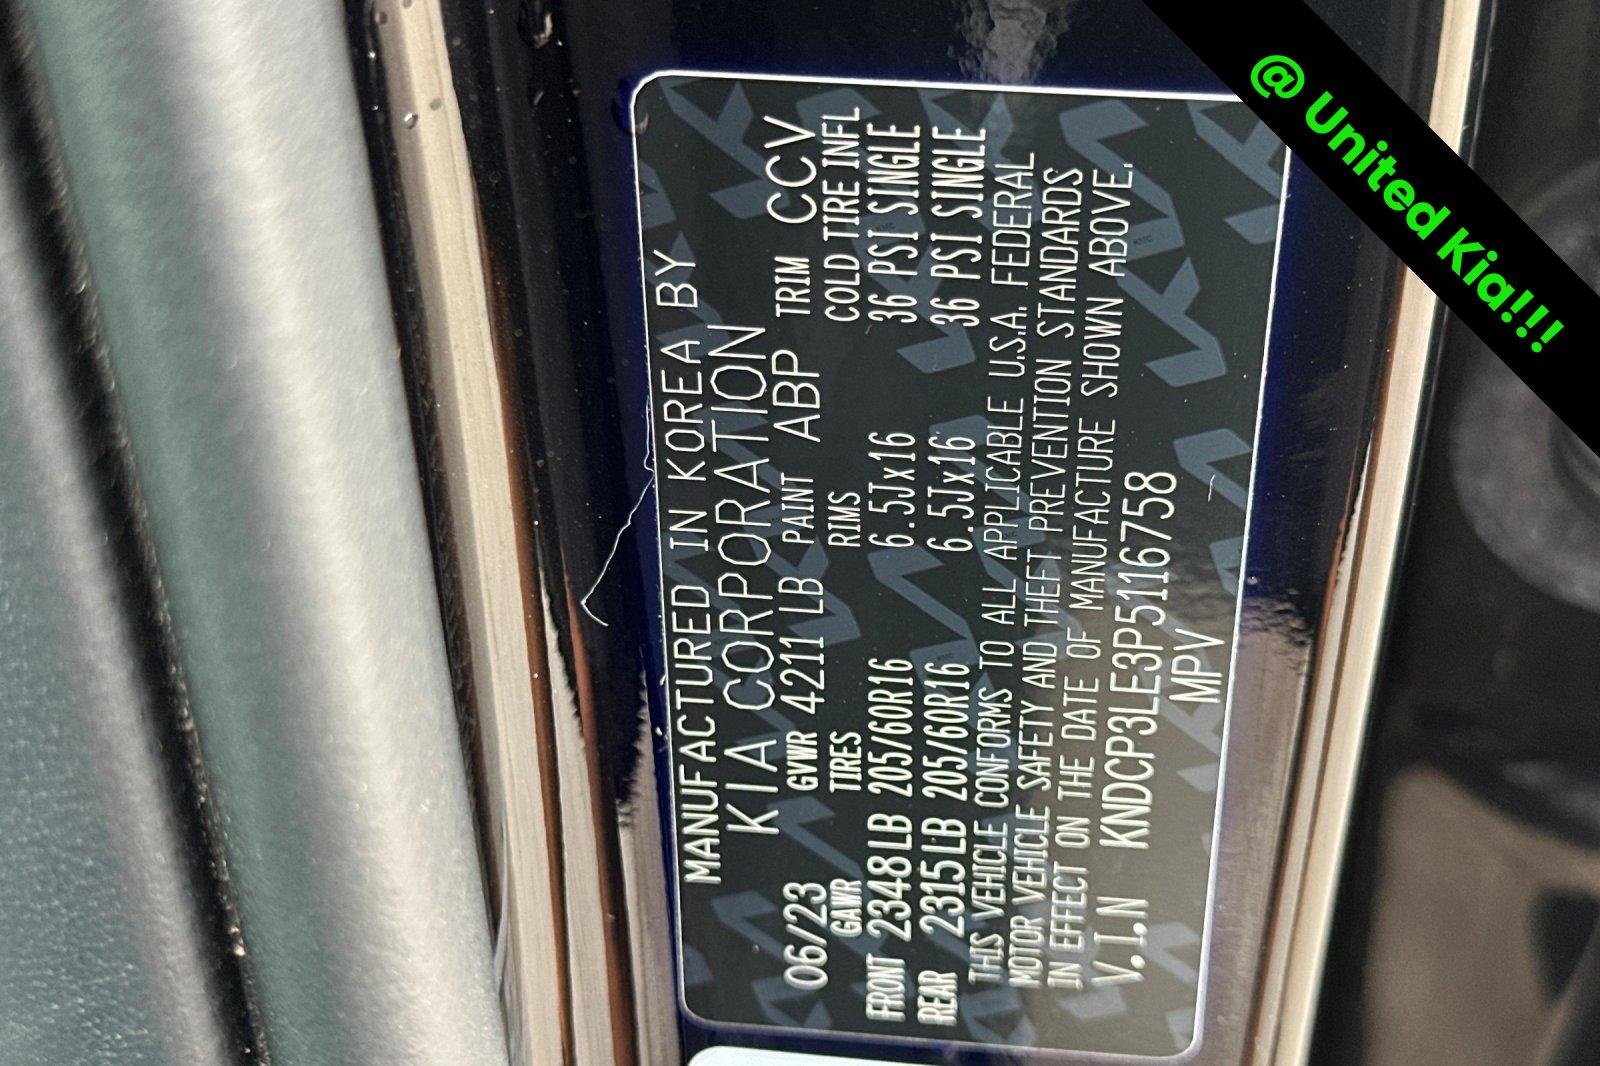 MANUFACTURED IN KOREA BY
KIA CORPORATION
06/23 GVWR 4211 LB PAINT ABP TRIM CCV
GAWR TIRES RIMS COLD TIRE INFL
FRONT 2348LB 205/60R16 6.5Jx16 36 PSI SINGLE
REAR 2315LB 205/60R16 6.5Jx16 36 PSI SINGLE
THIS VEHICLE CONFORMS TO ALL APPLICABLE U.S.A. FEDERAL
MOTOR VEHICLE SAFETY AND THEFT PREVENTION STANDARDS
IN EFFECT ON THE DATE OF MANUFACTURE SHOWN ABOVE.
V.I.N KNDCP3LE3P5116758
MPV
@ United Kia!!!